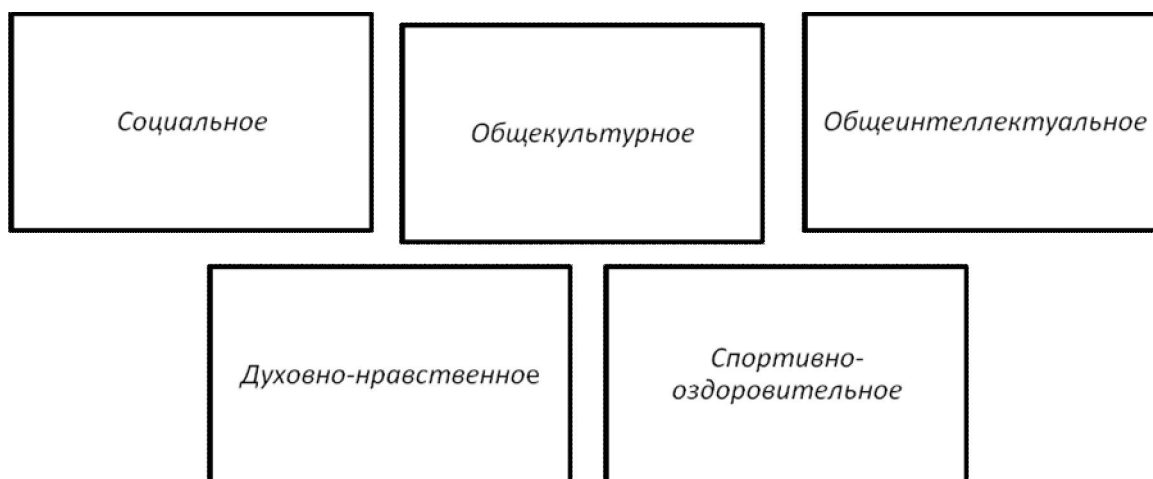 Социальное
Общекультурное
Общеинтеллектуальное
Духовно-нравственное
Спортивно-
оздоровительное